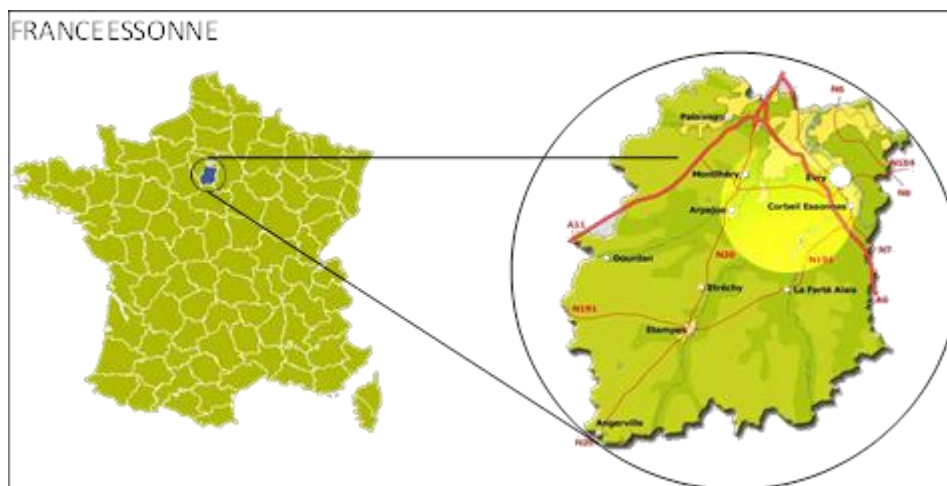 FRANCEESSONNE
N6
Palaiseau
N104
Montlhéry
Evry
N6
Arpajon
Corbeil Essonnes
A11
N7
N20
Dourdan
Etréchy
La Ferté Alais
A6
N191
Etampes
Angerville
N20